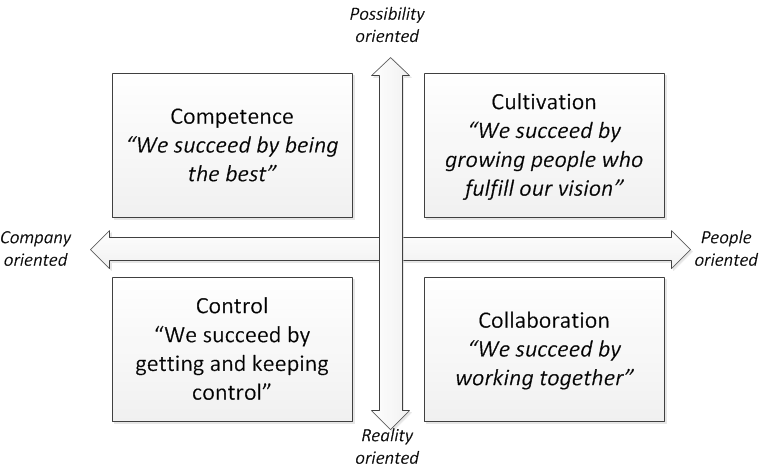 Possibility
oriented
Competence
“We succeed by being
the best”
Cultivation
“We succeed by
growing people who
fulfill our vision”
Company
oriented
People
oriented
Control
“We succeed by
getting and keeping
control”
Collaboration
“We succeed by
working together”
Reality
oriented